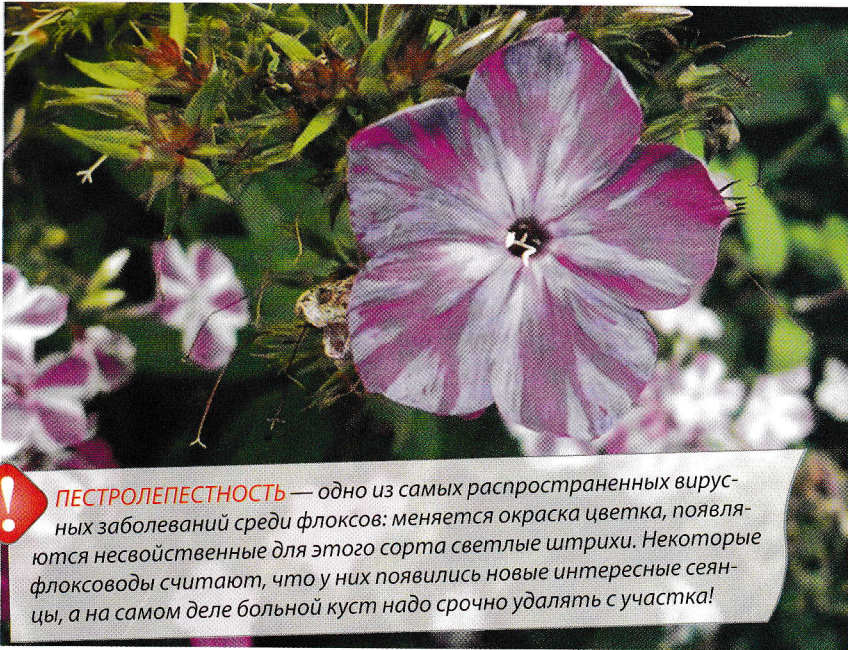 ПЕСТРОЛЕПЕСТНОСТЬ — одно из самых распространенных вирус-
ных заболеваний среди флоксов: меняется окраска цветка, появля-
ются несвойственные для этого сорта светлые штрихи. Некоторые
флоксоводы считают, что у них появились новые интересные сеян-
цы, а на самом деле больной куст надо срочно удалять с участка!